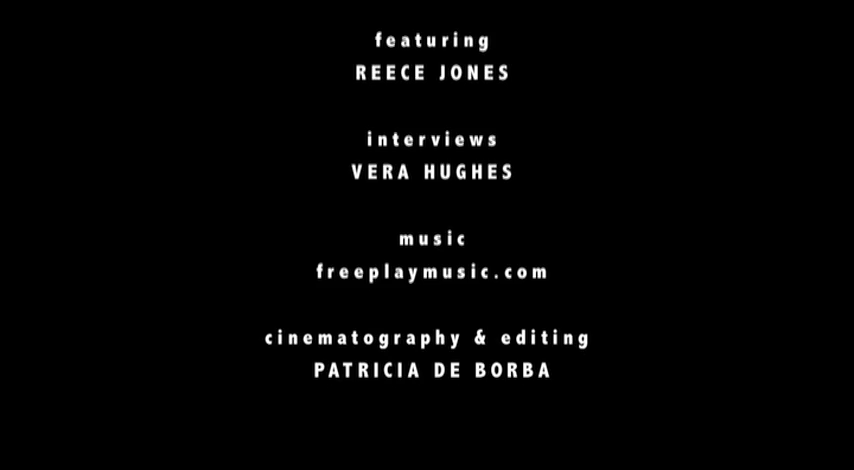 featuring
REECE JONES
interviews
VERA HUGHES
music
freeplaymusic.com
cinematography & editing
PATRICIA DE BORBA